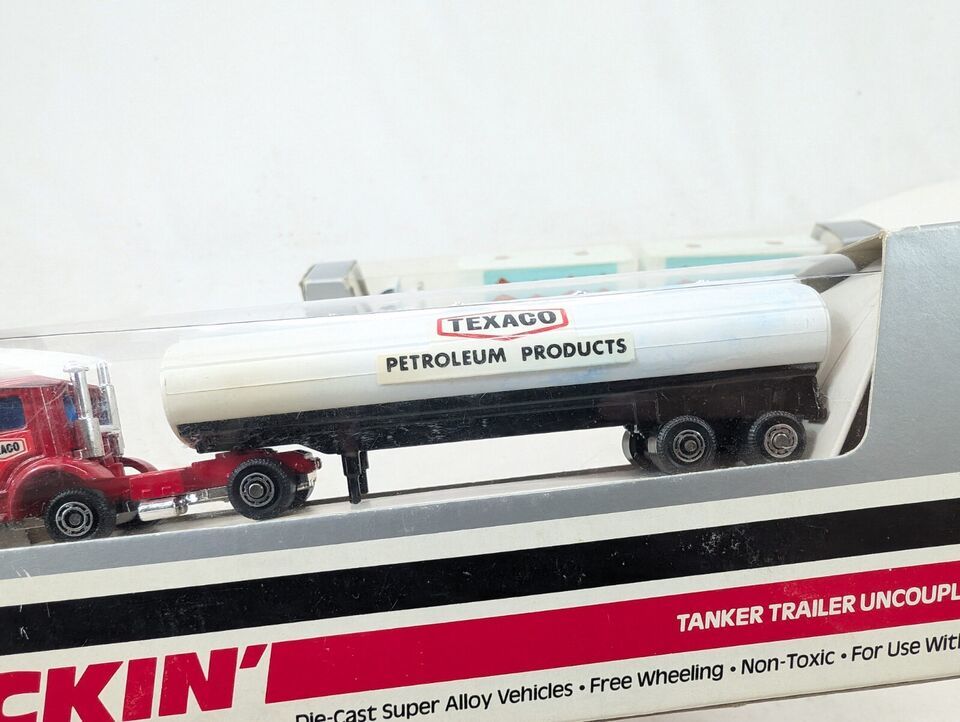 TEXACO
PETROLEUM PRODUCTS
XACO
TANKER TRAILER UNCOUPL
CKIN'
Die-Cast Super Alloy Vehicles • Free Wheeling • Non-Toxic • For Use With